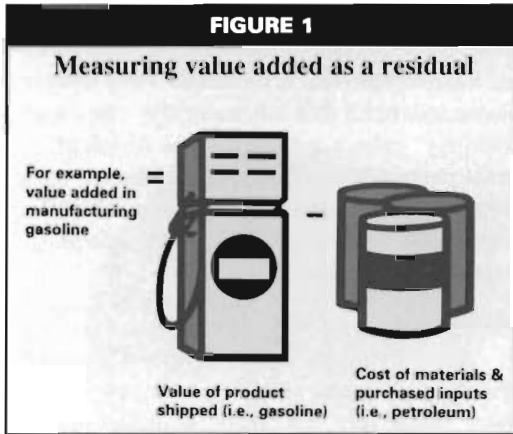 FIGURE 1
Measuring value added as a residual
For example,
value added in
manufacturing
gasoline
=
-
Value of product
shipped (i.e., gasoline)
Cost of materials &
purchased inputs
(i.e., petroleum)